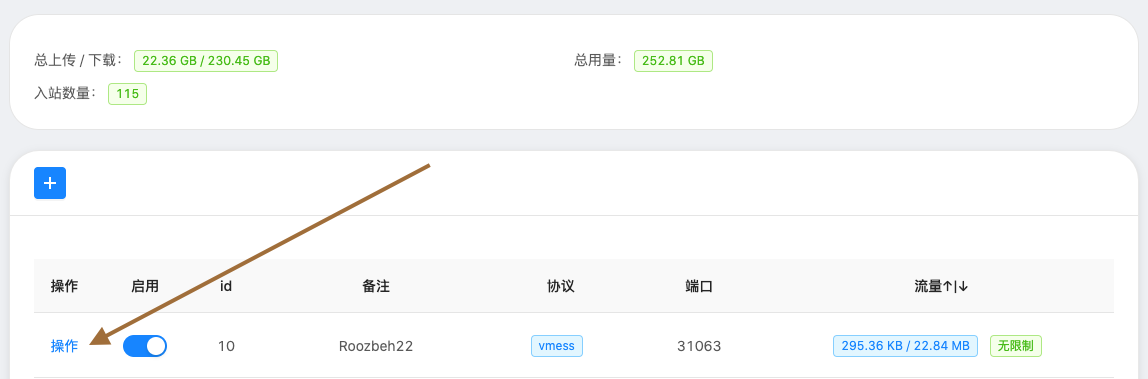 总上传 / 下载： 22.36 GB / 230.45 GB 总用量： 252.81 GB
入站数量： 115
+
操作 启用 id 备注 协议 端口 流量↑|↓
操作 10 Roozbeh22 vmess 31063 295.36 KB / 22.84 MB 无限制